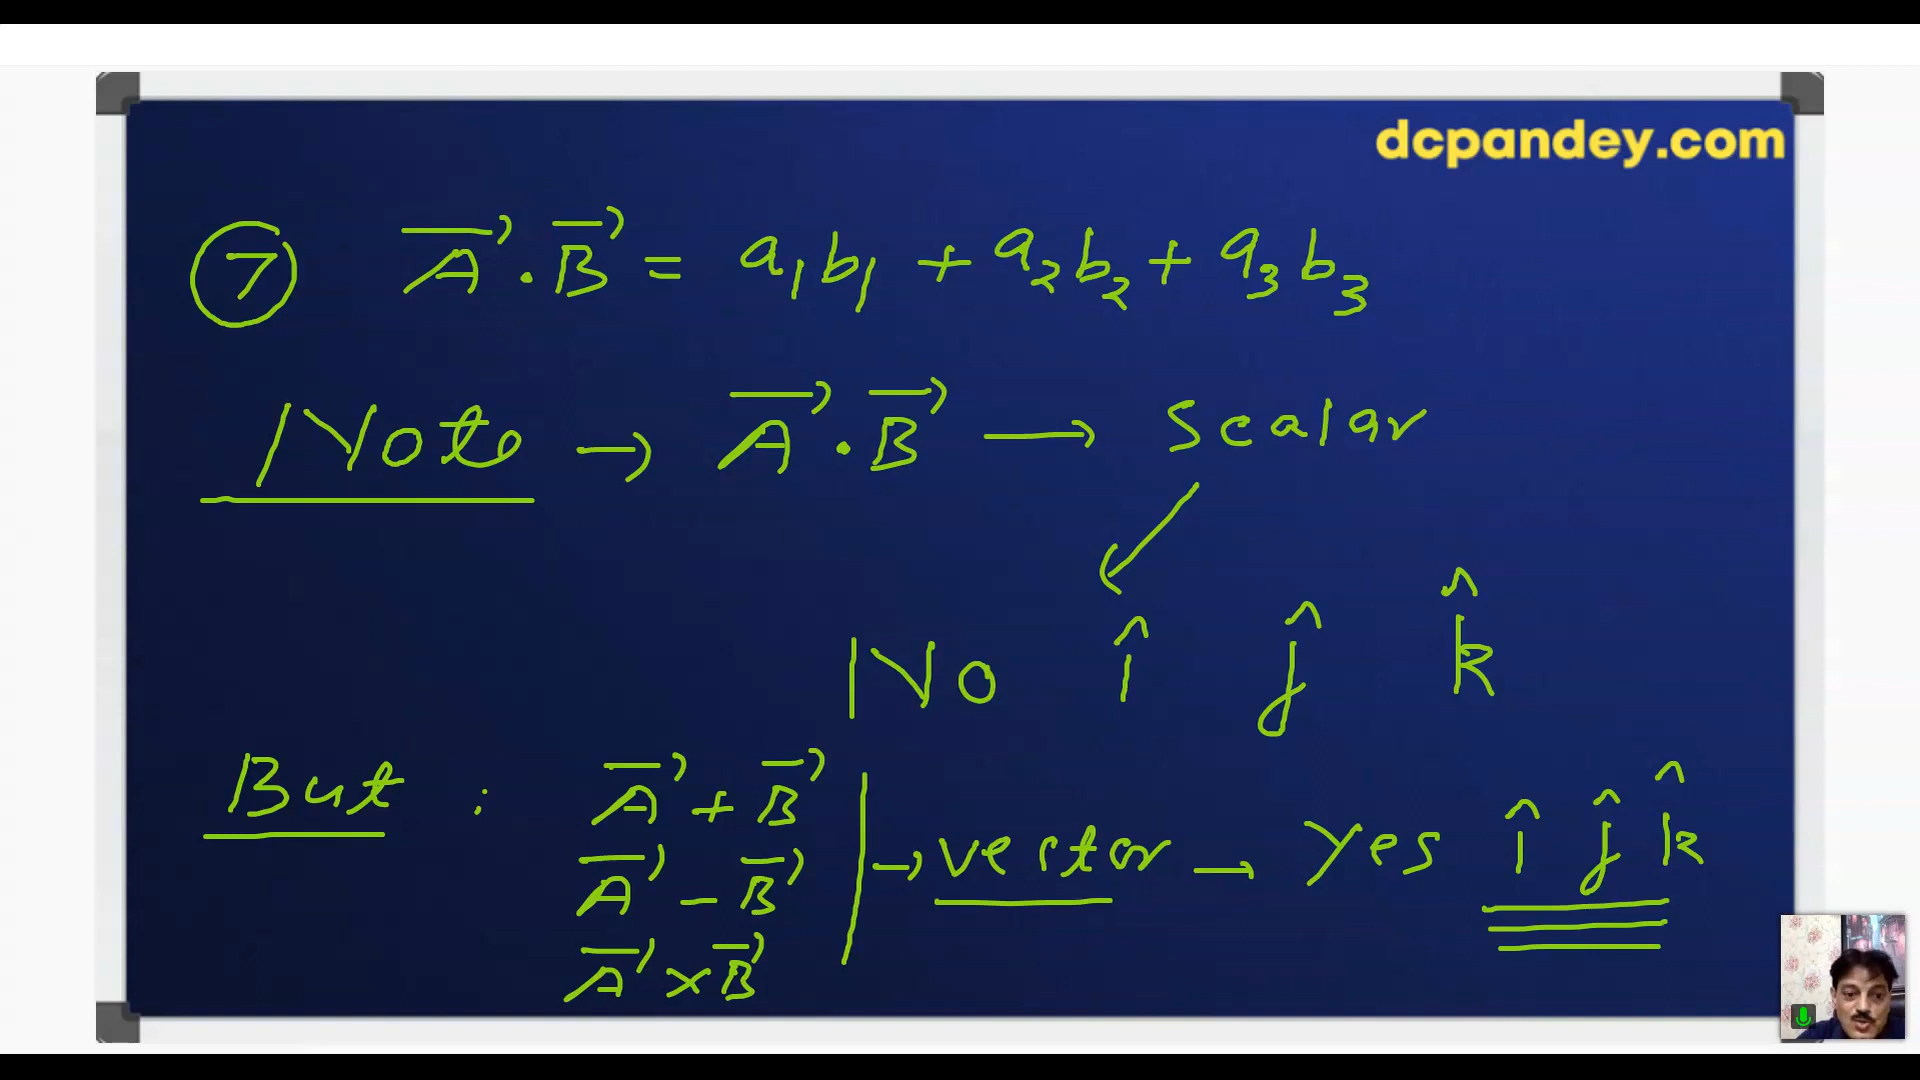 dcpandey.com
⑦ A⃗ · B⃗ = a₁b₁ + a₂b₂ + a₃b₃
Note → A⃗ · B⃗ → Scalar
No î ĵ k̂
But : A⃗ + B⃗
A⃗ − B⃗ → vector → Yes î ĵ k̂
A⃗ × B⃗